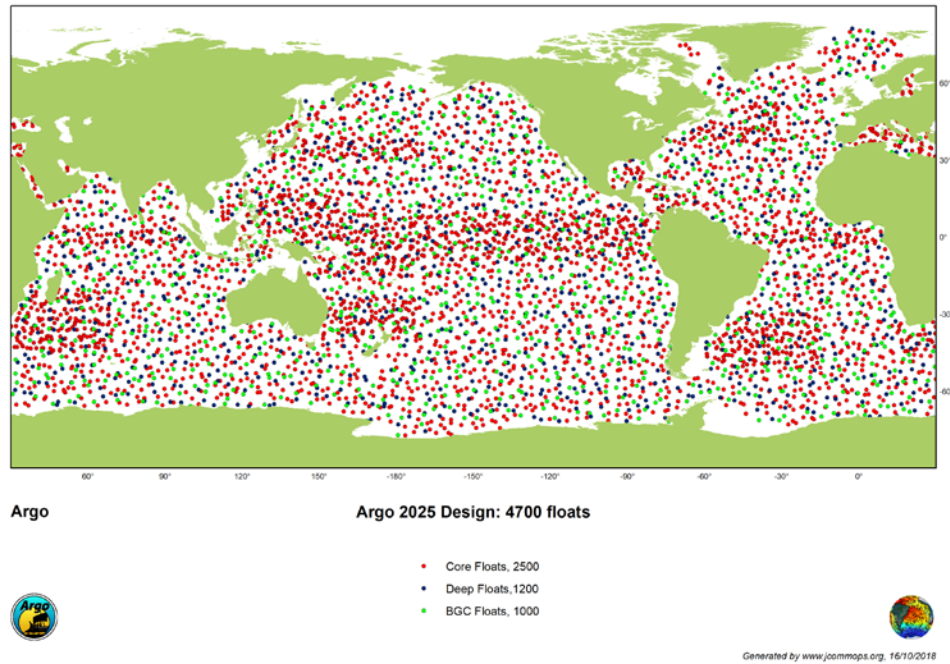 60°
30°
0°
-30
-60
60°
90°
120°
150°
-180°
-150°
-120°
-90°
-60°
-30°
0°
Argo
Argo 2025 Design: 4700 floats
Core Floats, 2500
Deep Floats,1200
BGC Floats, 1000
Argo
Generated by www.jcommops.org, 16/10/2018